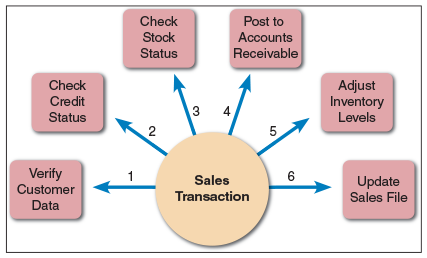 Check
Stock
Status
Post to
Accounts
Receivable
Check
Credit
Status
Adjust
Inventory
Levels
3
4
2
5
Verify
Customer
Data
1
Sales
Transaction
6
Update
Sales File